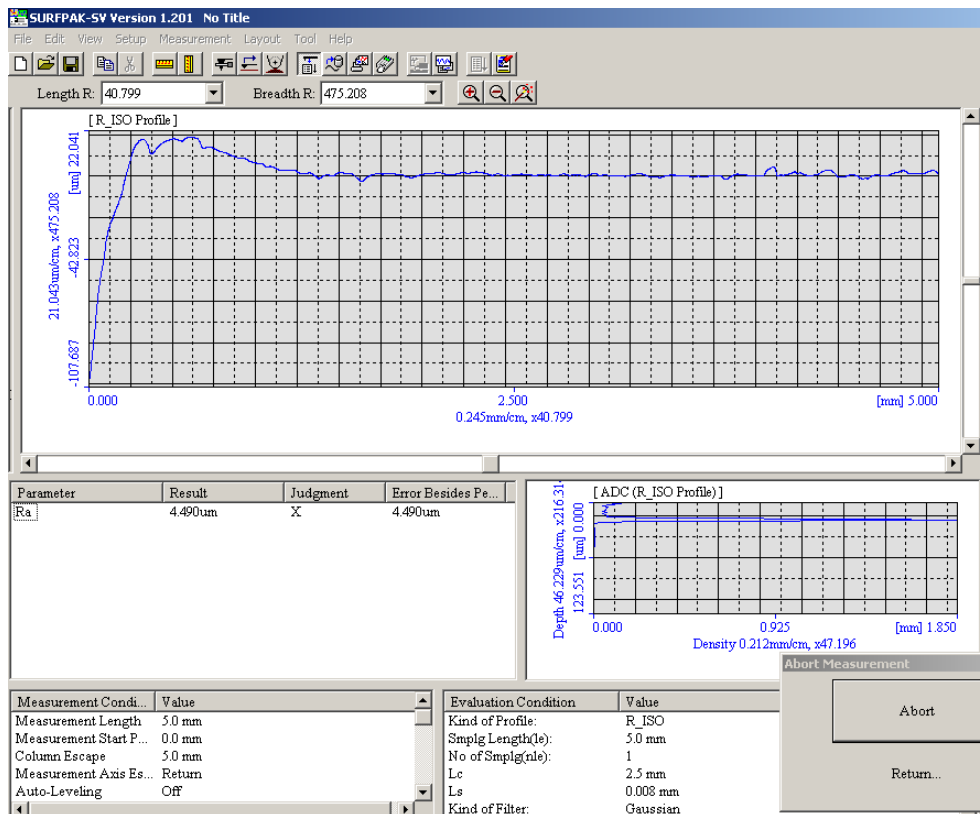 SURFPAK-SV Version 1.201 No Title
File Edit View Setup Measurement Layout Tool Help
Length R: 40.799 Breadth R: 475.208
[ R_ISO Profile ]
21.043um/cm, x475.208
[um] 22.041
-42.823
-107.687
0.000 2.500 [mm] 5.000
0.245mm/cm, x40.799
Parameter Result Judgment Error Besides Pe...
Ra 4.490um X 4.490um
[ ADC (R_ISO Profile) ]
Depth 46.229um/cm, x216.31
[um] 0.000
123.551
0.000 0.925 [mm] 1.850
Density 0.212mm/cm, x47.196
Abort Measurement
Abort
Return...
Measurement Condi... Value
Measurement Length 5.0 mm
Measurement Start P... 0.0 mm
Column Escape 5.0 mm
Measurement Axis Es... Return
Auto-Leveling Off
Evaluation Condition Value
Kind of Profile: R_ISO
Smplg Length(le): 5.0 mm
No of Smplg(nle): 1
Lc 2.5 mm
Ls 0.008 mm
Kind of Filter: Gaussian